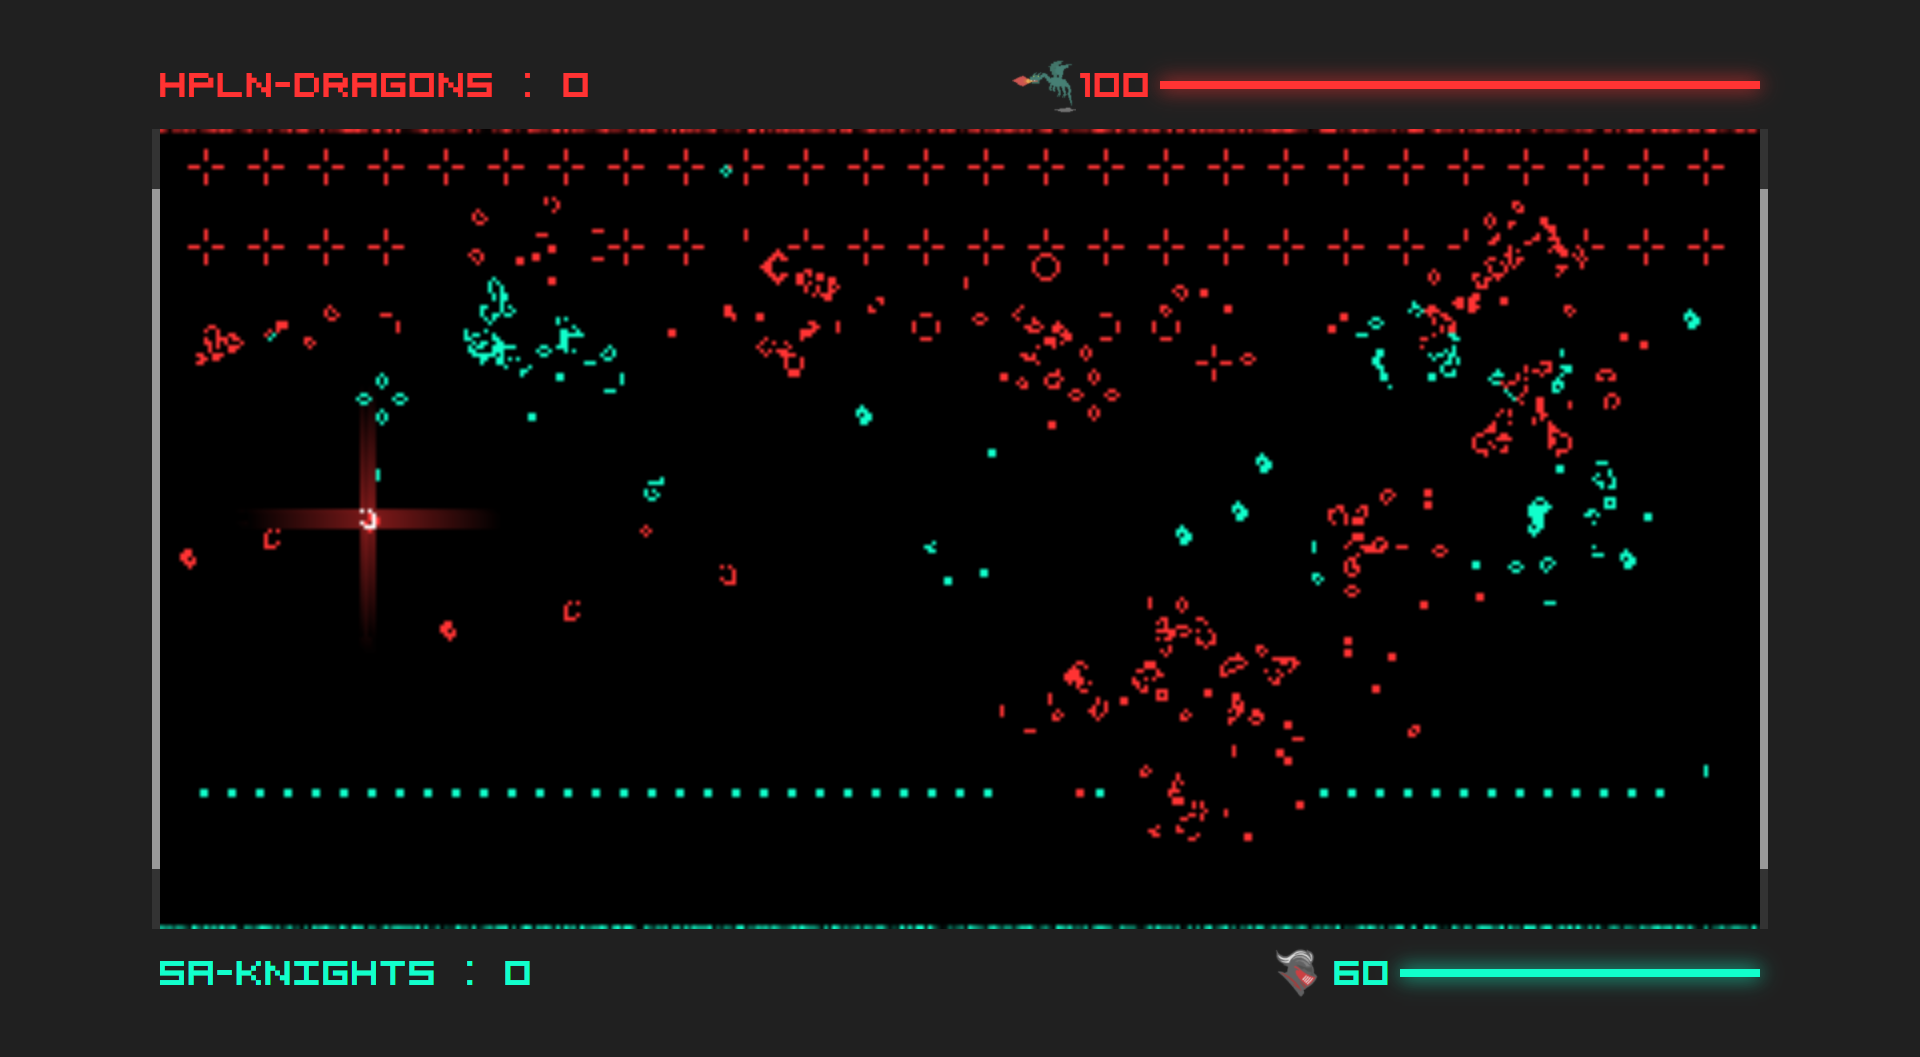 HPLN-DRAGONS : 0
100
SA-KNIGHTS : 0
60